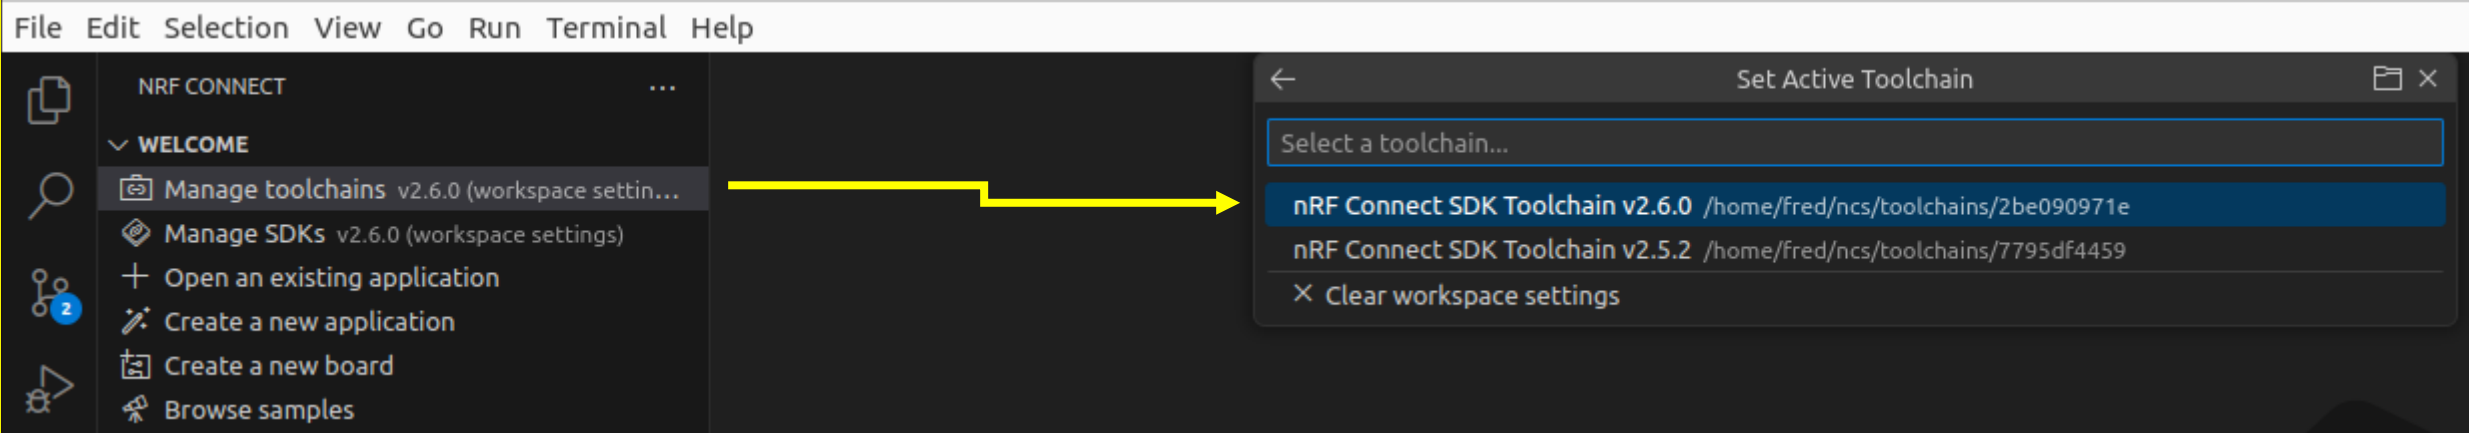 File Edit Selection View Go Run Terminal Help
NRF CONNECT ...
WELCOME
Manage toolchains v2.6.0 (workspace settin...
Manage SDKs v2.6.0 (workspace settings)
Open an existing application
2
Create a new application
Create a new board
Browse samples
Set Active Toolchain
Select a toolchain...
nRF Connect SDK Toolchain v2.6.0 /home/fred/ncs/toolchains/2be090971e
nRF Connect SDK Toolchain v2.5.2 /home/fred/ncs/toolchains/7795df4459
Clear workspace settings